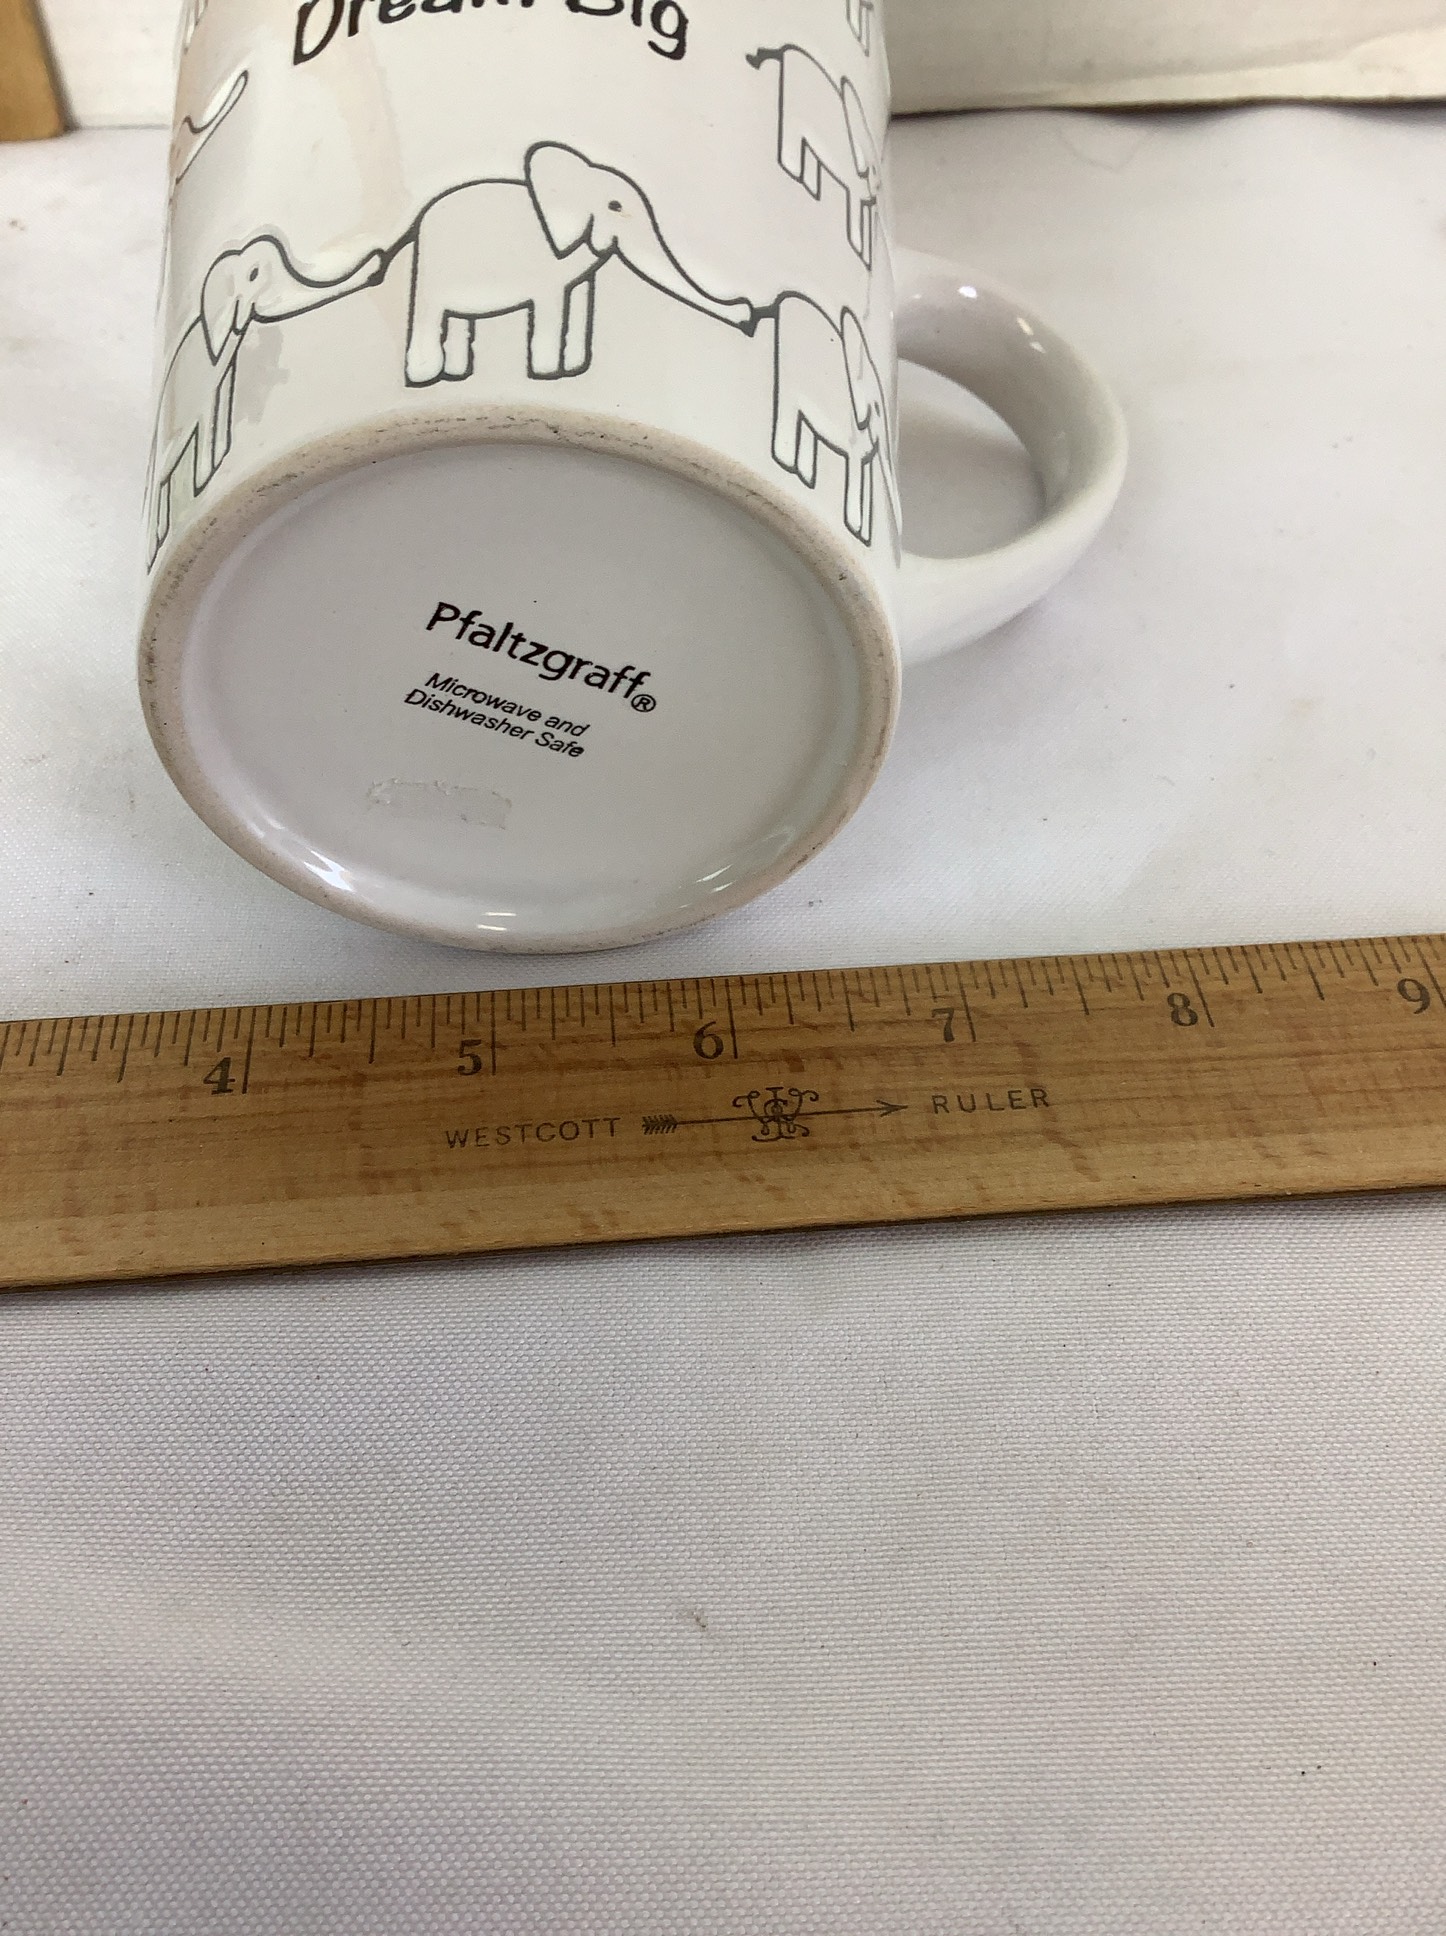 Dream Big
Pfaltzgraff®
Microwave and
Dishwasher Safe
4 5 6 7 8 9
WESTCOTT RULER